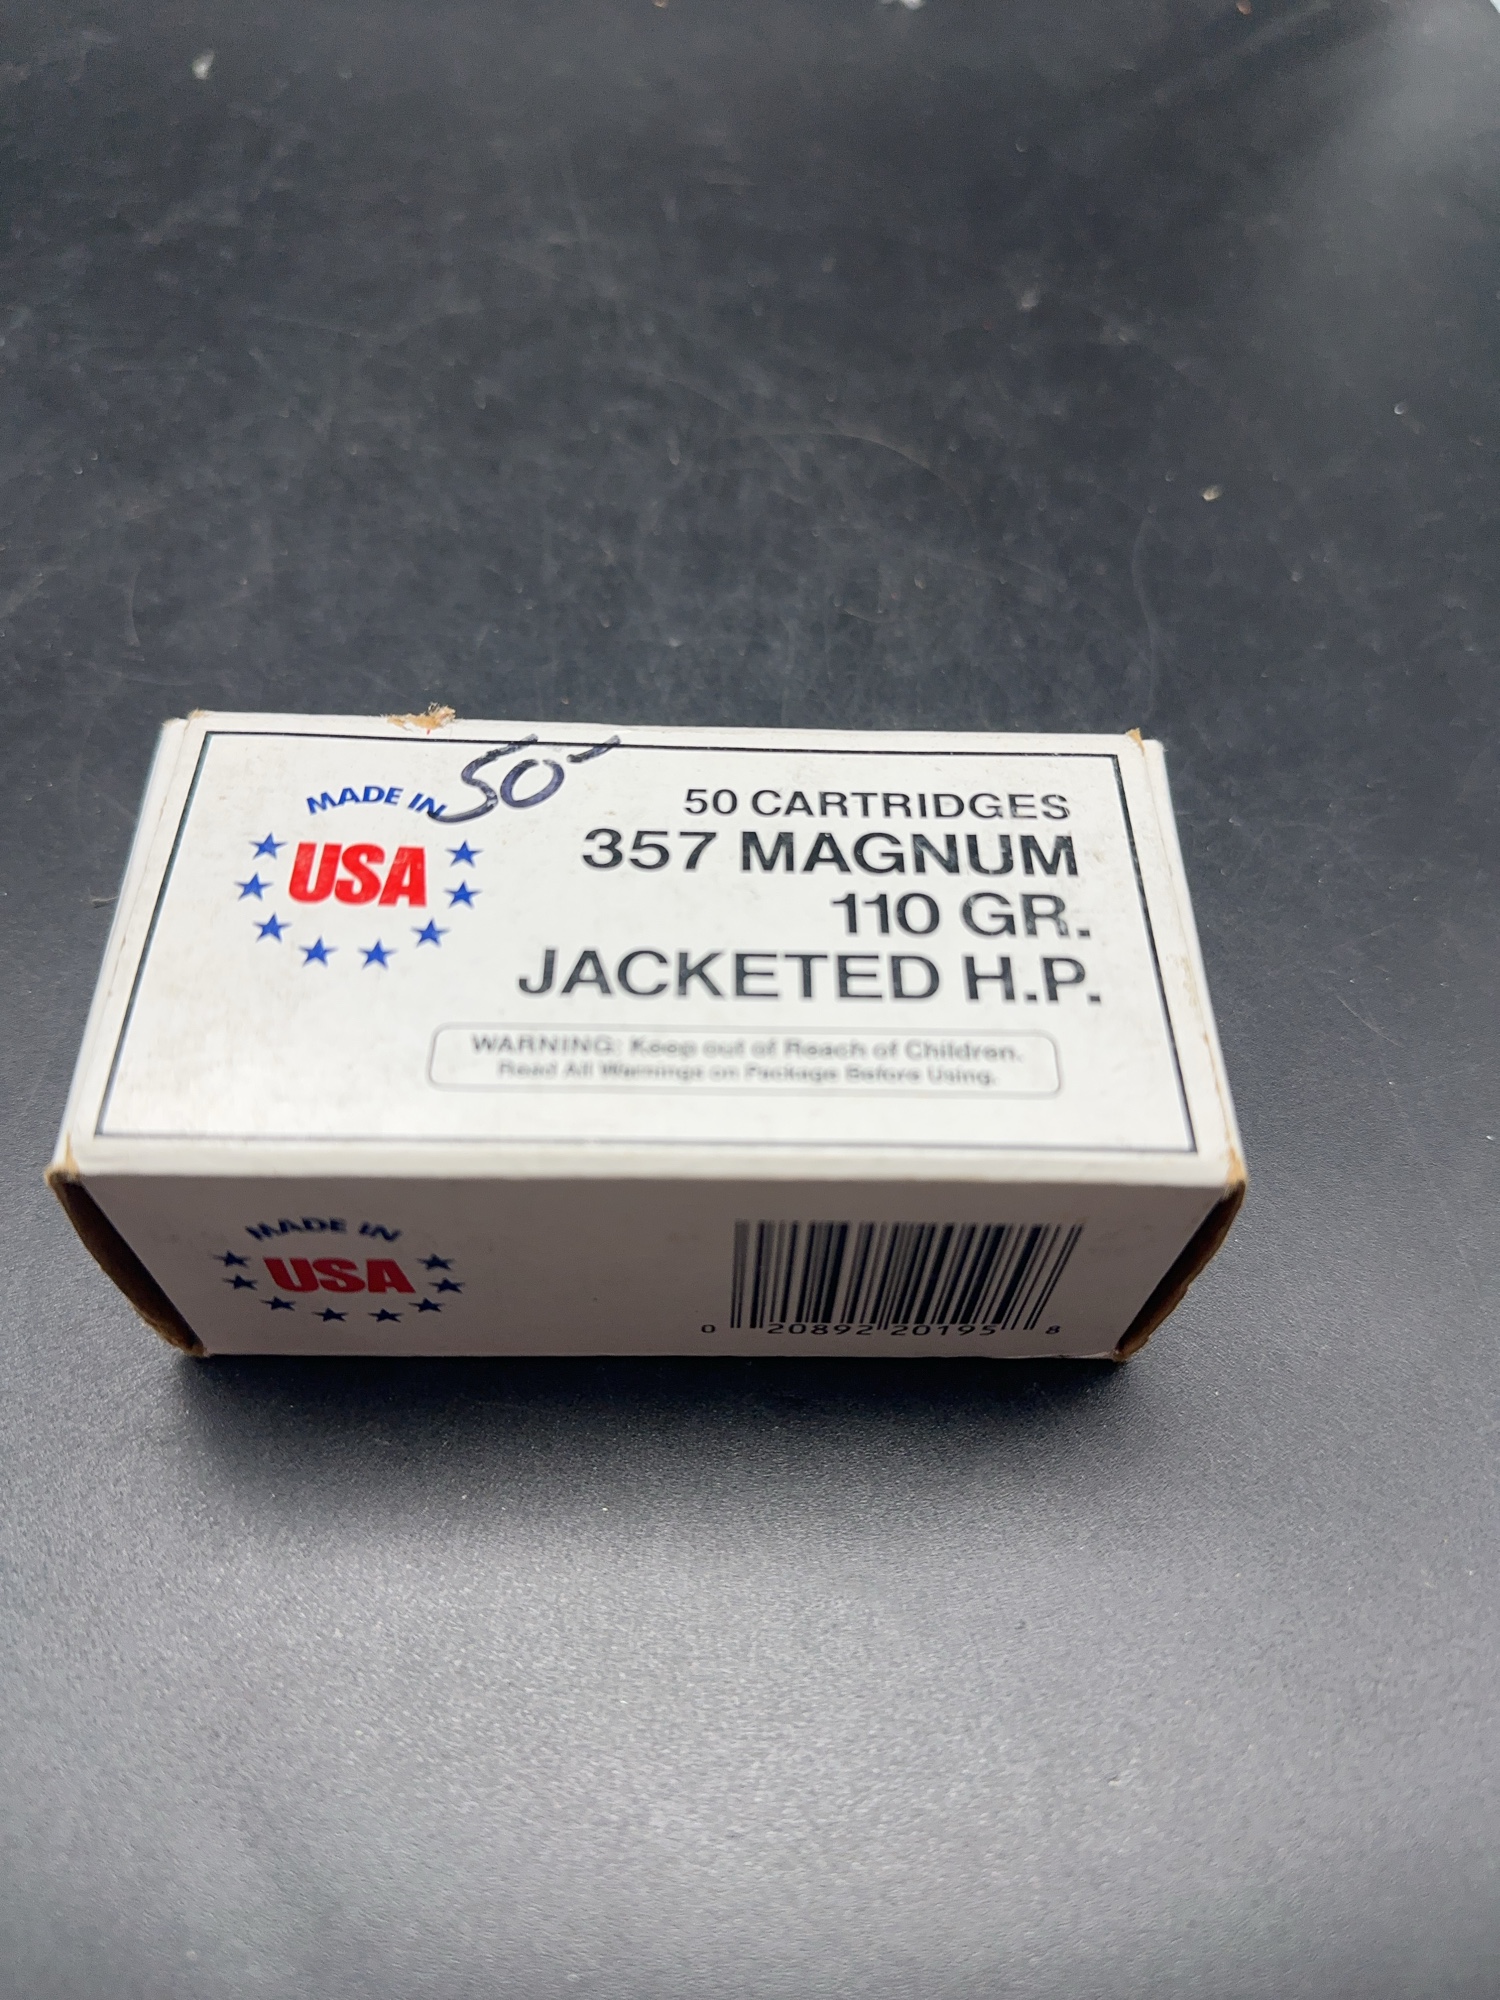 50
MADE IN
USA
50 CARTRIDGES
357 MAGNUM
110 GR.
JACKETED H.P.
WARNING: Keep out of Reach of Children.
Read All Warnings on Package Before Using.
MADE IN
USA
0 20892 20195 8